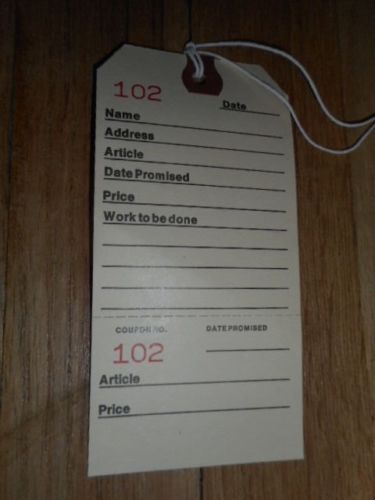 102
Date
Name
Address
Article
Date Promised
Price
Work to be done
COUPON NO. DATE PROMISED
102
Article
Price